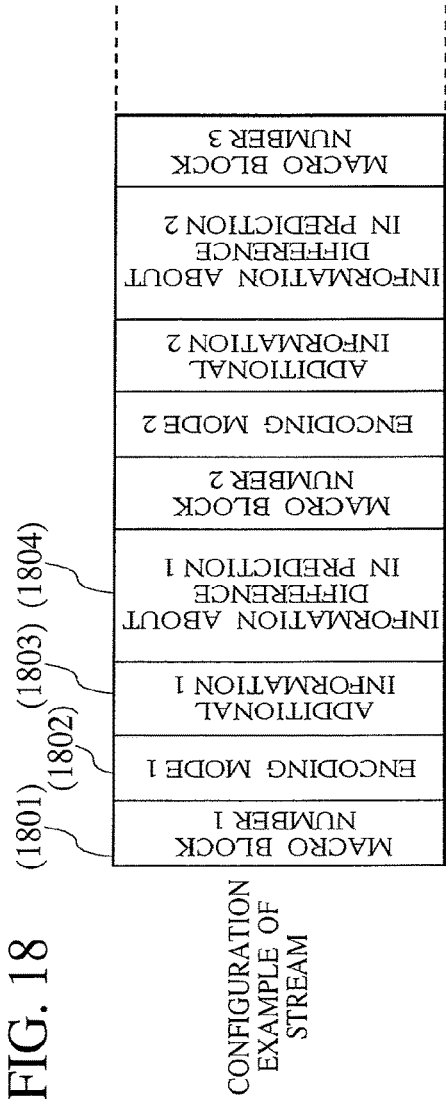 FIG. 18
(1801)
(1802)
(1803)
(1804)
CONFIGURATION
EXAMPLE OF
STREAM
MACRO BLOCK
NUMBER 1
ENCODING MODE 1
ADDITIONAL
INFORMATION 1
INFORMATION ABOUT
DIFFERENCE
IN PREDICTION 1
MACRO BLOCK
NUMBER 2
ENCODING MODE 2
ADDITIONAL
INFORMATION 2
INFORMATION ABOUT
DIFFERENCE
IN PREDICTION 2
MACRO BLOCK
NUMBER 3